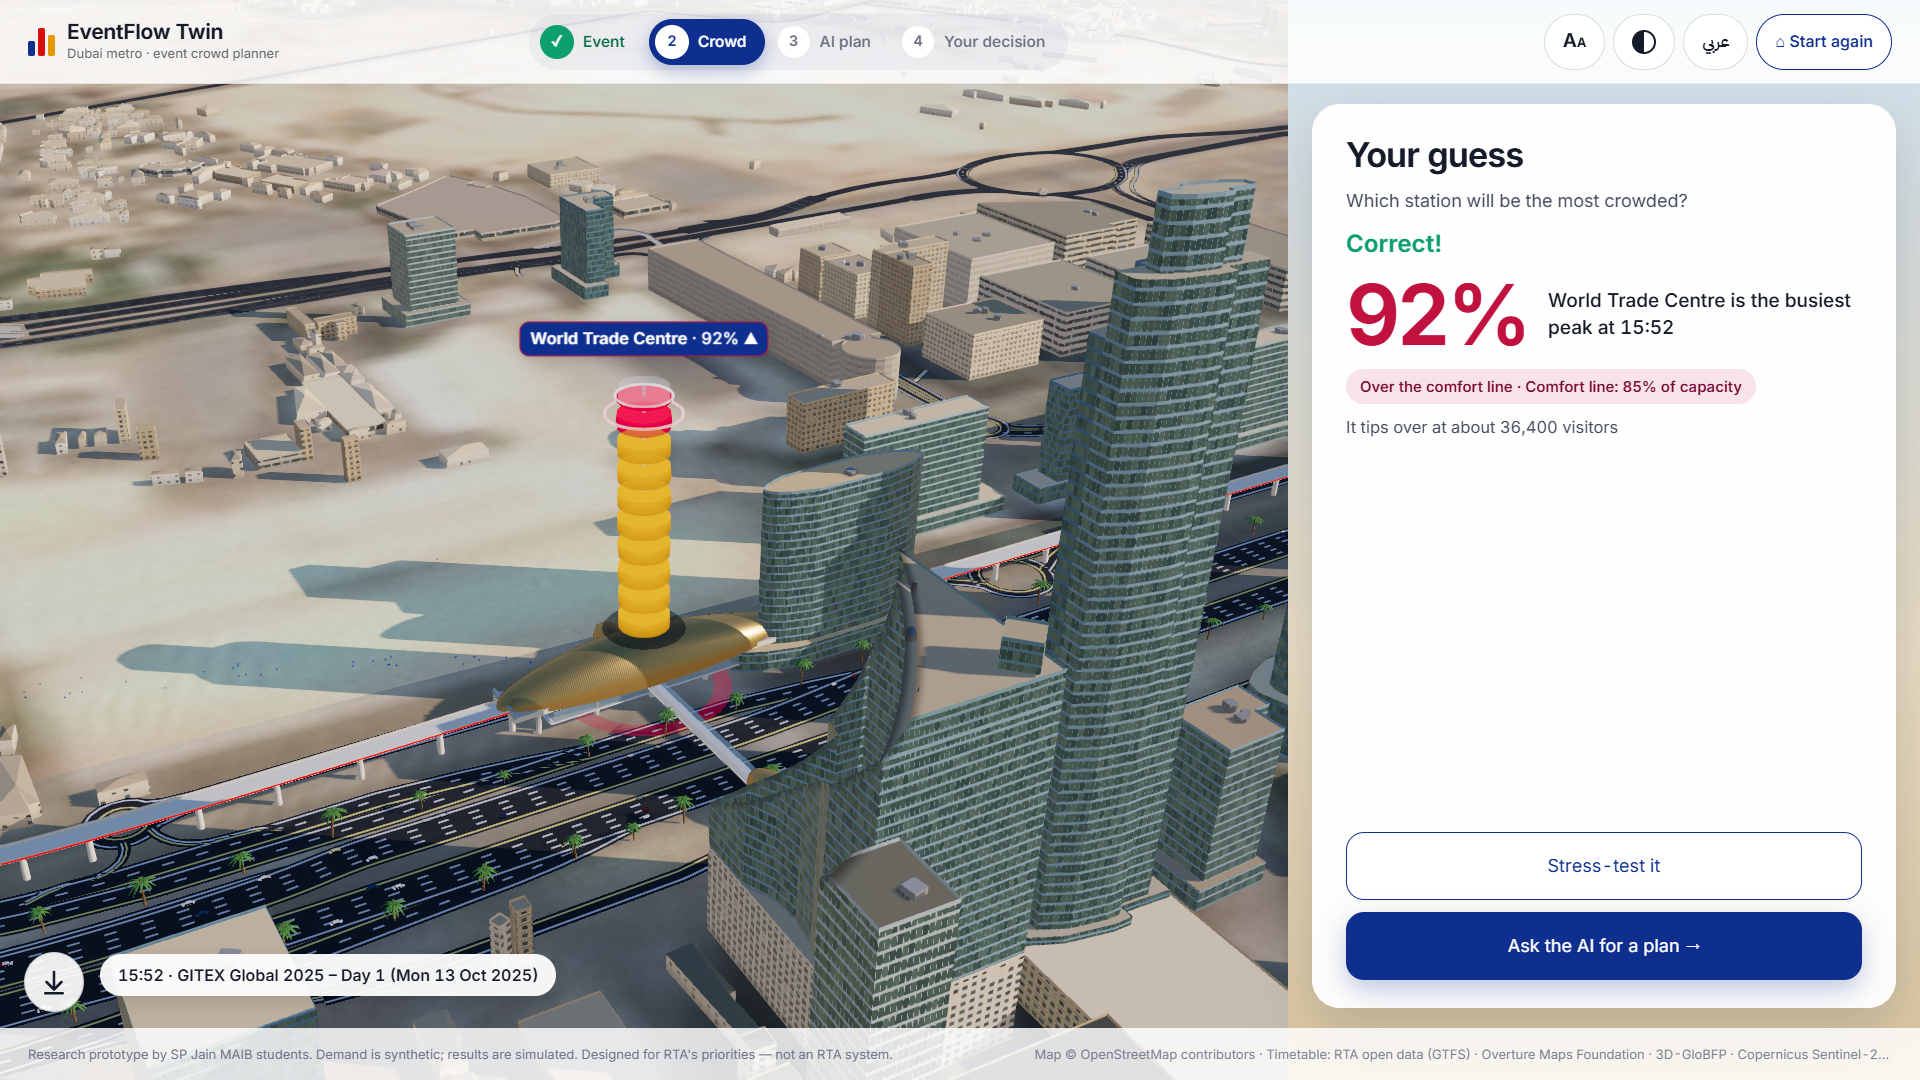 EventFlow Twin
Dubai metro · event crowd planner
✓ Event
2 Crowd
3 AI plan
4 Your decision
AA
عربي
⌂ Start again
World Trade Centre · 92% ▲
15:52 · GITEX Global 2025 – Day 1 (Mon 13 Oct 2025)
Your guess
Which station will be the most crowded?
Correct!
92%
World Trade Centre is the busiest
peak at 15:52
Over the comfort line · Comfort line: 85% of capacity
It tips over at about 36,400 visitors
Stress-test it
Ask the AI for a plan →
Research prototype by SP Jain MAIB students. Demand is synthetic; results are simulated. Designed for RTA's priorities — not an RTA system.
Map © OpenStreetMap contributors · Timetable: RTA open data (GTFS) · Overture Maps Foundation · 3D-GloBFP · Copernicus Sentinel-2...